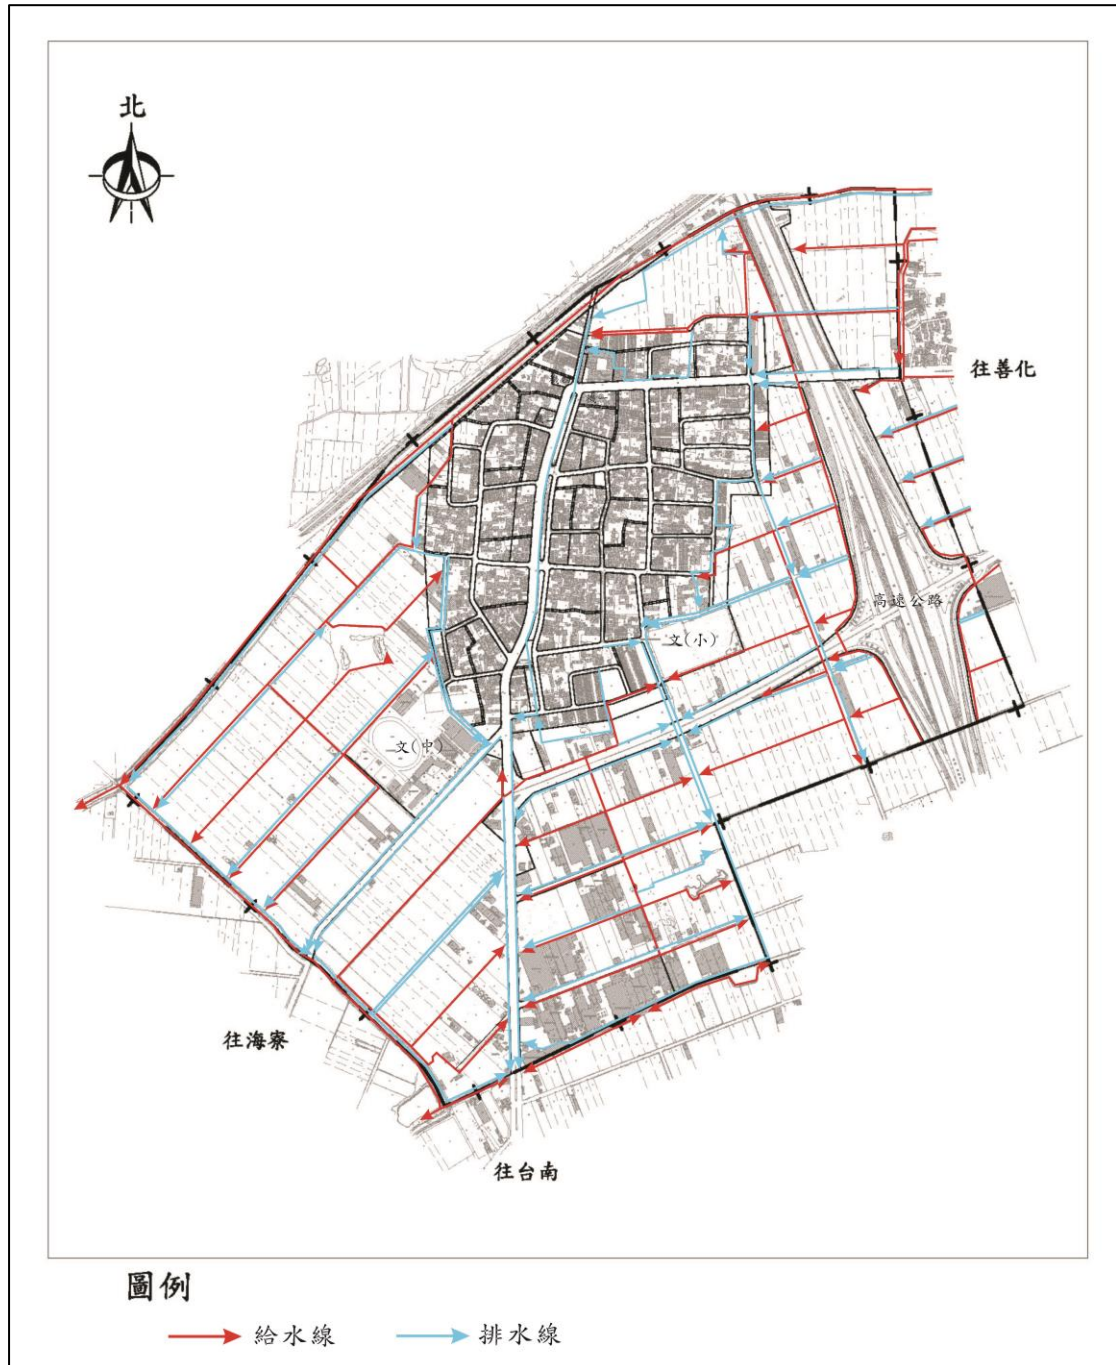 北
往善化
高速公路
文(小)
文(中)
往海寮
往台南
圖例
給水線
排水線